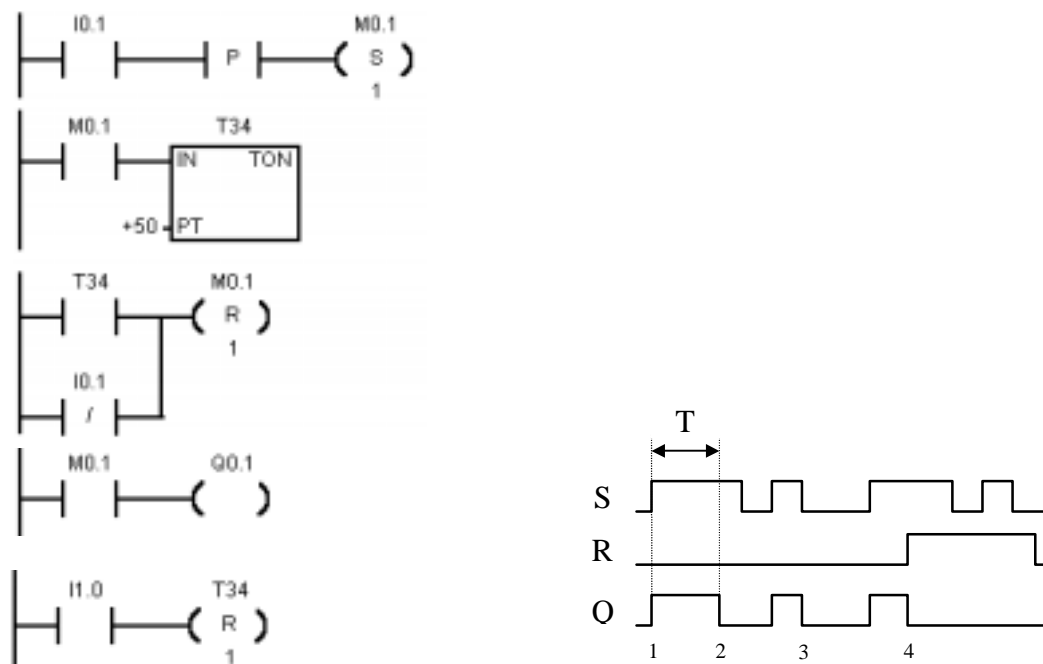 I0.1 M0.1
P S
1
M0.1 T34
IN TON
+50 PT
T34 M0.1
R
1
I0.1
/
M0.1 Q0.1
I1.0 T34
R
1
T
S
R
Q
1 2 3 4